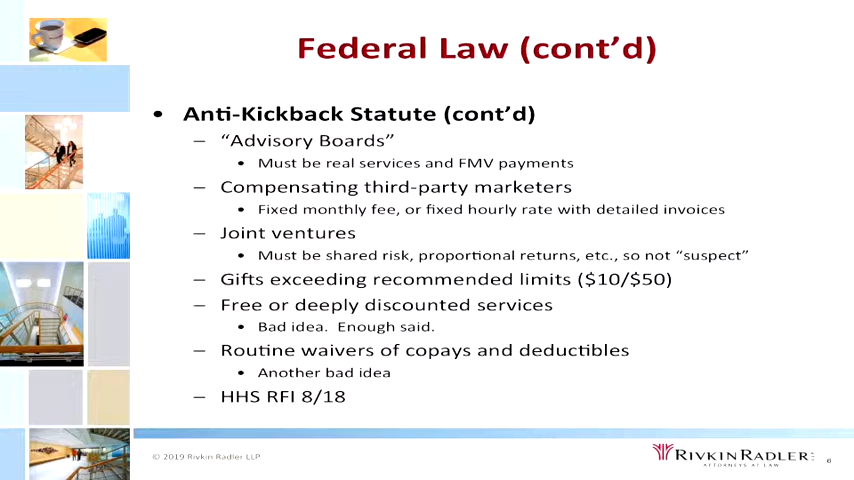 Federal Law (cont’d)
• Anti-Kickback Statute (cont’d)
– “Advisory Boards”
• Must be real services and FMV payments
– Compensating third-party marketers
• Fixed monthly fee, or fixed hourly rate with detailed invoices
– Joint ventures
• Must be shared risk, proportional returns, etc., so not “suspect”
– Gifts exceeding recommended limits ($10/$50)
– Free or deeply discounted services
• Bad idea. Enough said.
– Routine waivers of copays and deductibles
• Another bad idea
– HHS RFI 8/18
© 2019 Rivkin Radler LLP
RIVKIN RADLER
ATTORNEYS AT LAW
6